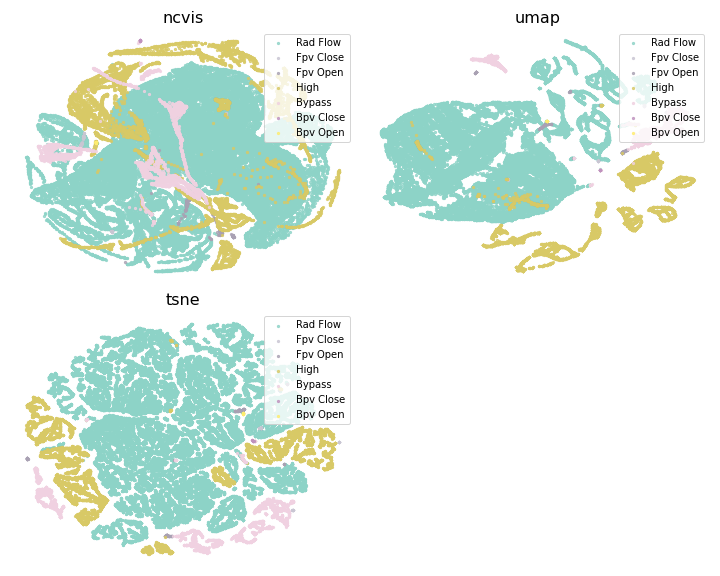 ncvis
Rad Flow
Fpv Close
Fpv Open
High
Bypass
Bpv Close
Bpv Open
umap
Rad Flow
Fpv Close
Fpv Open
High
Bypass
Bpv Close
Bpv Open
tsne
Rad Flow
Fpv Close
Fpv Open
High
Bypass
Bpv Close
Bpv Open